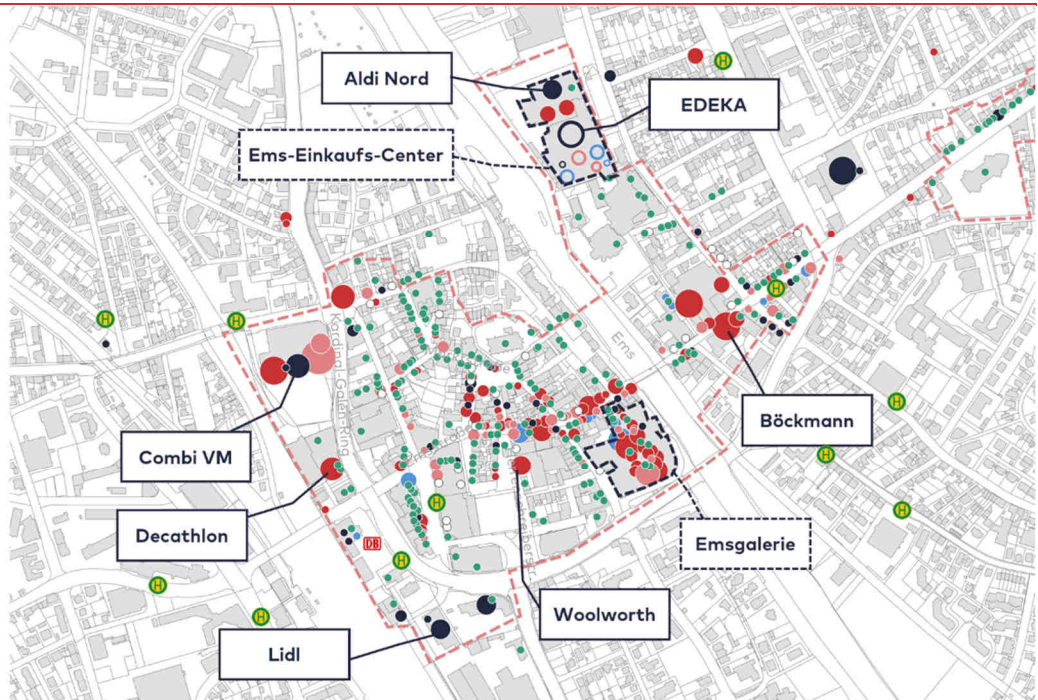 Aldi Nord
EDEKA
Ems-Einkaufs-Center
Ems
Kardinal-Galen-Ring
Böckmann
Combi VM
Decathlon
DB
Emsgalerie
Woolworth
Lidl
H
H
H
H
H
H
H
H
H
H
H